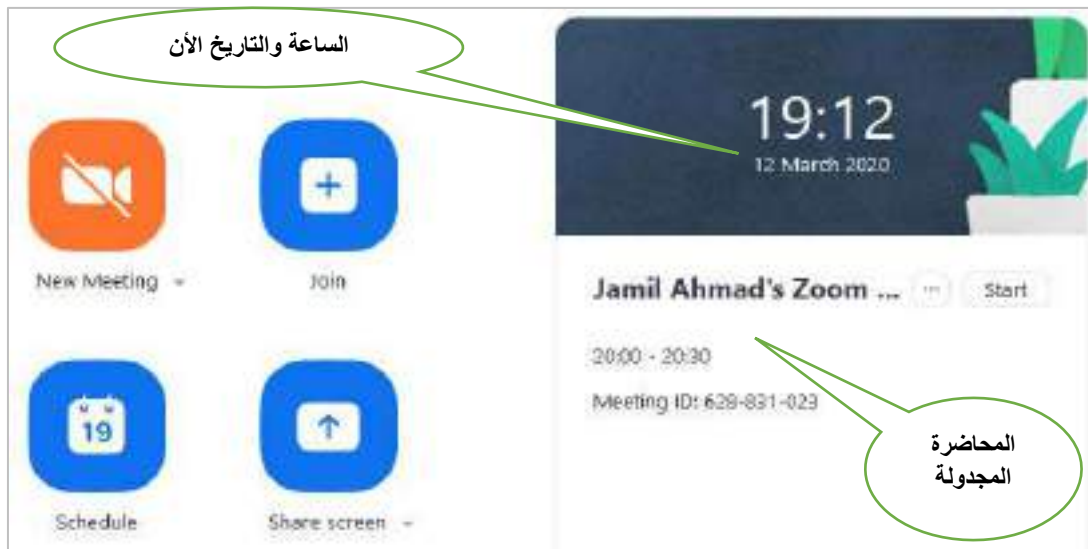 الساعة والتاريخ الأن
19:12
12 March 2020
New Meeting
Join
Jamil Ahmad's Zoom ...
Start
20:00 - 20:30
Meeting ID: 628-831-023
المحاضرة
المجدولة
19
Schedule
Share screen